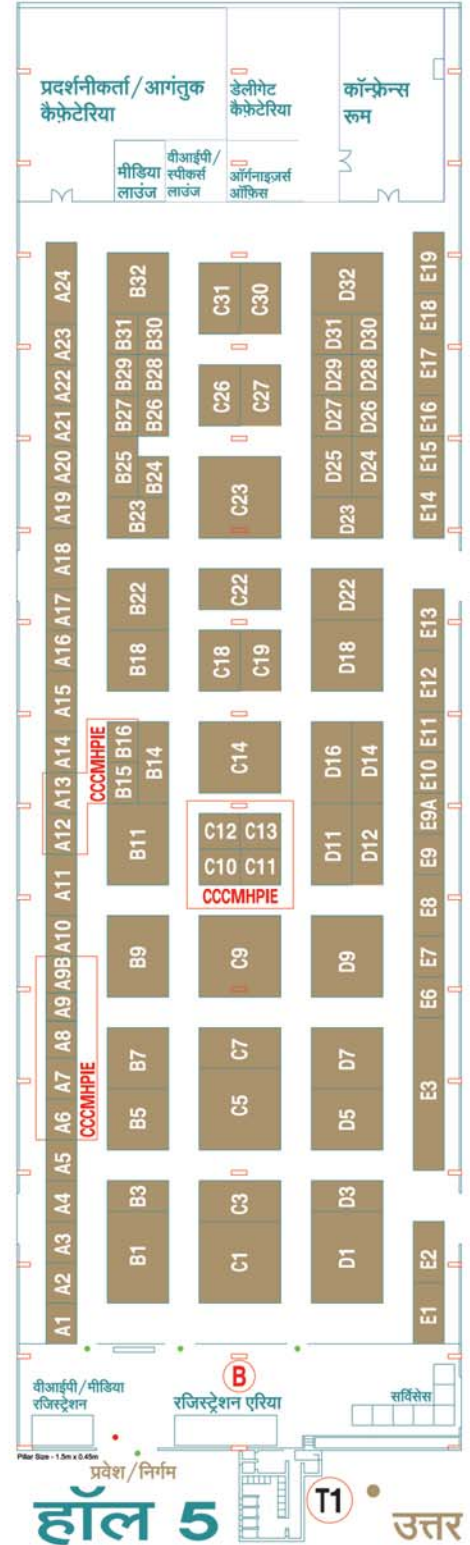 प्रदर्शनीकर्ता/आगंतुक
कैफ़ेटेरिया
डेलीगेट
कैफ़ेटेरिया
कॉन्फ़्रेन्स
रूम
मीडिया
लाउंज
वीआईपी/
स्पीकर्स
लाउंज
ऑर्गनाइज़र्स
ऑफ़िस
A24
A23
A22
A21
A20
A19
A18
A17
A16
A15
A14
A13
A12
A11
A10
A9B
A9
A8
A7
A6
A5
A4
A3
A2
A1
CCCMHPIE
CCCMHPIE
B32
B31 B30
B29 B28
B27 B26
B25 B24
B23
B22
B18
B16
B15 B14
B11
B9
B7
B5
B3
B1
C31 C30
C26 C27
C23
C22
C18 C19
C14
C12 C13
C10 C11
CCCMHPIE
C9
C7
C5
C3
C1
D32
D31 D30
D29 D28
D27 D26
D25 D24
D23
D22
D18
D16 D14
D11 D12
D9
D7
D5
D3
D1
E19
E18
E17
E16
E15
E14
E13
E12
E11
E10
E9A
E9
E8
E7
E6
E3
E2
E1
वीआईपी/मीडिया
रजिस्ट्रेशन
B
रजिस्ट्रेशन एरिया
सर्विसेस
Pillar Size - 1.5m x 0.45m
प्रवेश/निर्गम
हॉल 5
T1
उत्तर